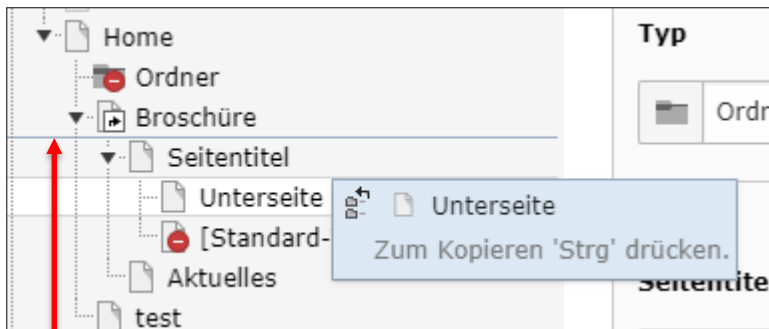 Home
Typ
Ordner
Broschüre
Ordn
Seitentitel
Unterseite
Unterseite
[Standard-
Zum Kopieren 'Strg' drücken.
Aktuelles
Seitentite
test